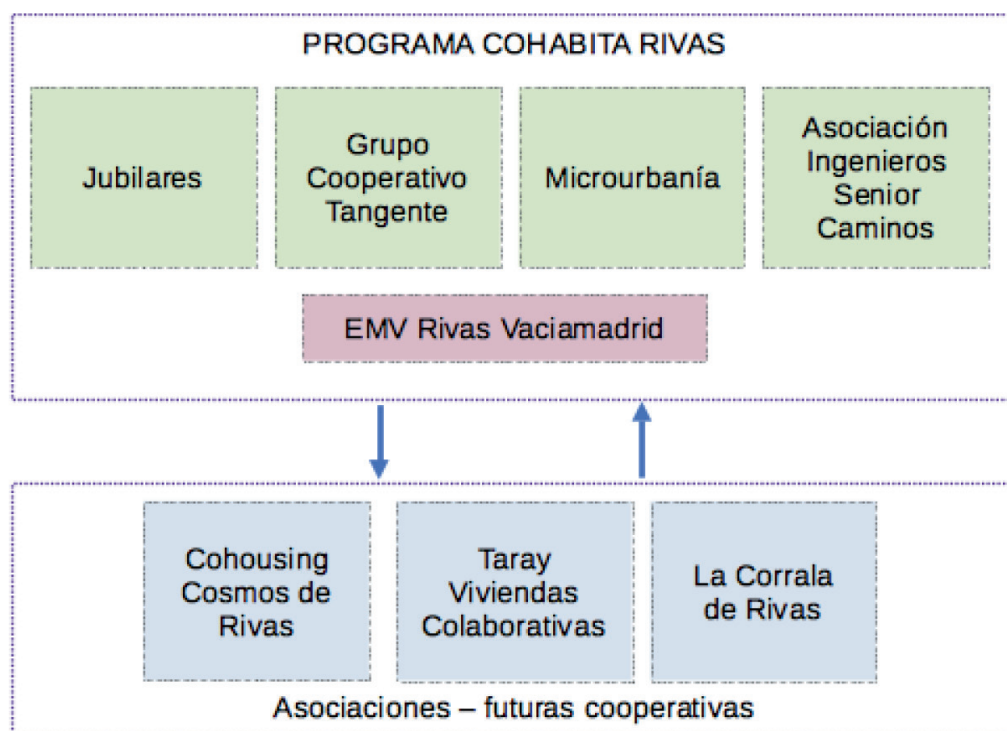 PROGRAMA COHABITA RIVAS
Jubilares
Grupo
Cooperativo
Tangente
Microurbanía
Asociación
Ingenieros
Senior
Caminos
EMV Rivas Vaciamadrid
Cohousing
Cosmos de
Rivas
Taray
Viviendas
Colaborativas
La Corrala
de Rivas
Asociaciones – futuras cooperativas